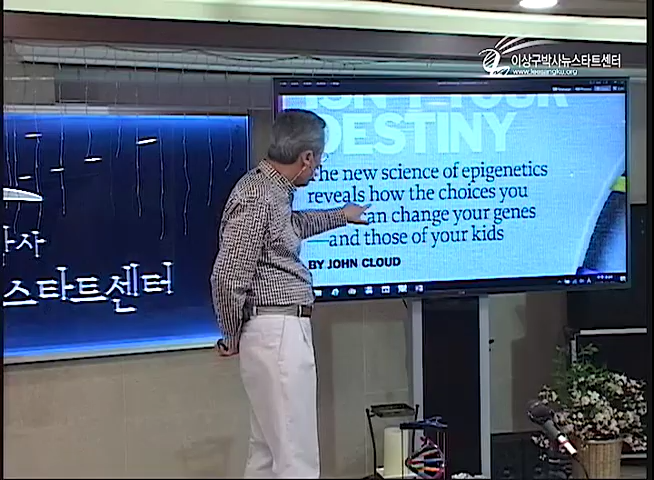 이상구박사뉴스타트센터
www.leesangku.org
ISN'T YOUR
DESTINY
The new science of epigenetics
reveals how the choices you
can change your genes
—and those of your kids
BY JOHN CLOUD
스타트센터